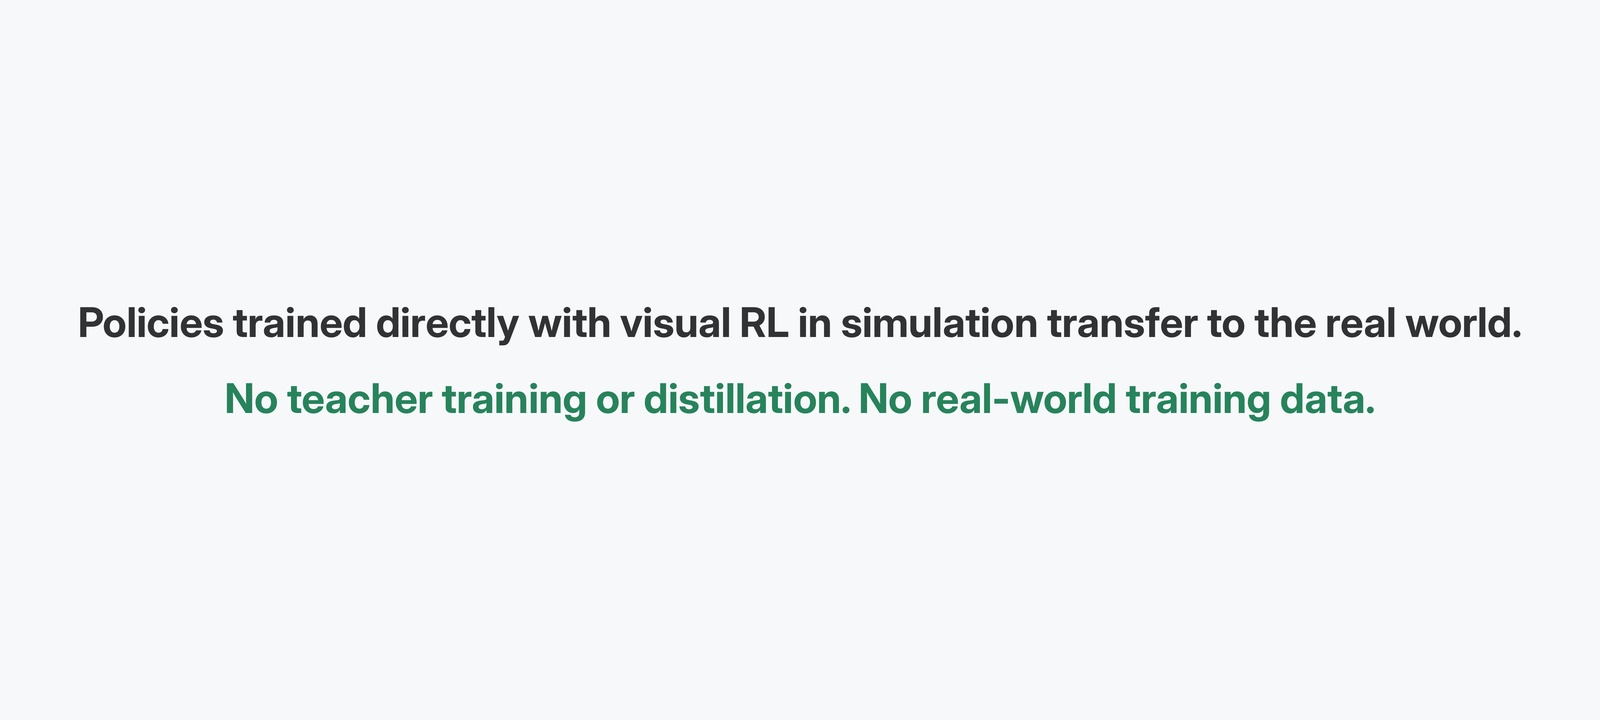 Policies trained directly with visual RL in simulation transfer to the real world.
No teacher training or distillation. No real-world training data.